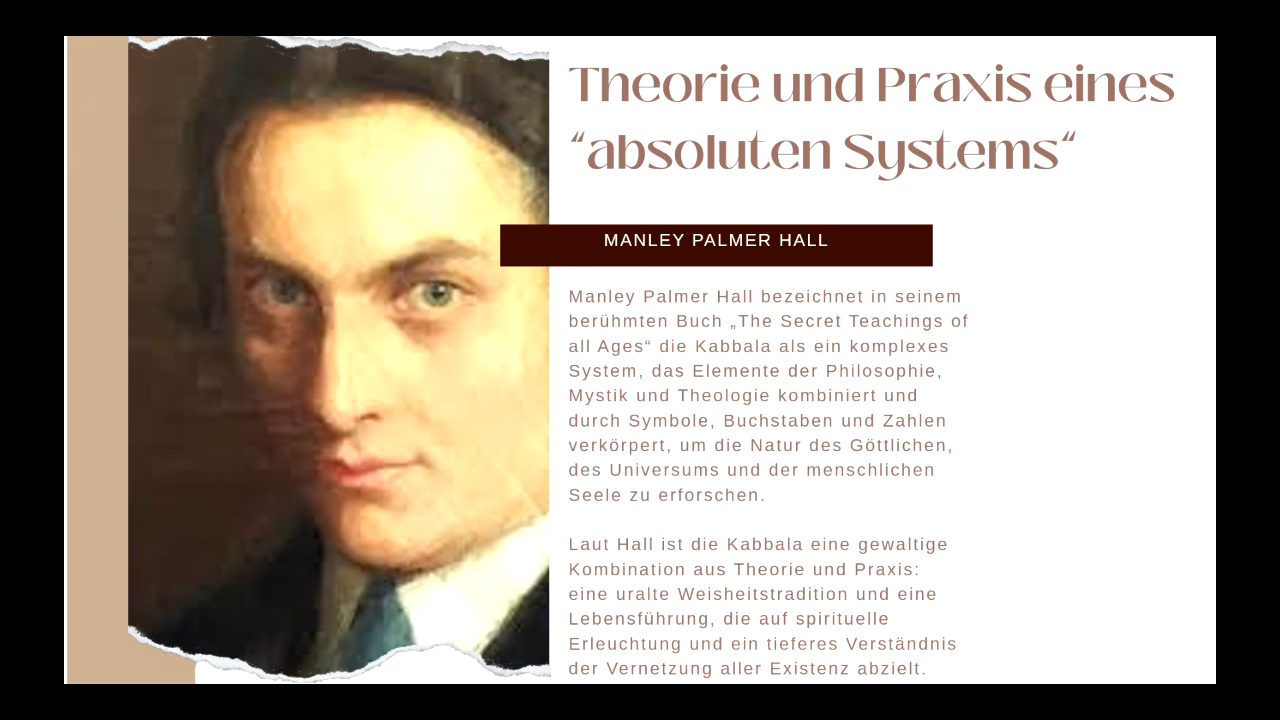 Theorie und Praxis eines
“absoluten Systems“
MANLEY PALMER HALL
Manley Palmer Hall bezeichnet in seinem
berühmten Buch „The Secret Teachings of
all Ages“ die Kabbala als ein komplexes
System, das Elemente der Philosophie,
Mystik und Theologie kombiniert und
durch Symbole, Buchstaben und Zahlen
verkörpert, um die Natur des Göttlichen,
des Universums und der menschlichen
Seele zu erforschen.
Laut Hall ist die Kabbala eine gewaltige
Kombination aus Theorie und Praxis:
eine uralte Weisheitstradition und eine
Lebensführung, die auf spirituelle
Erleuchtung und ein tieferes Verständnis
der Vernetzung aller Existenz abzielt.